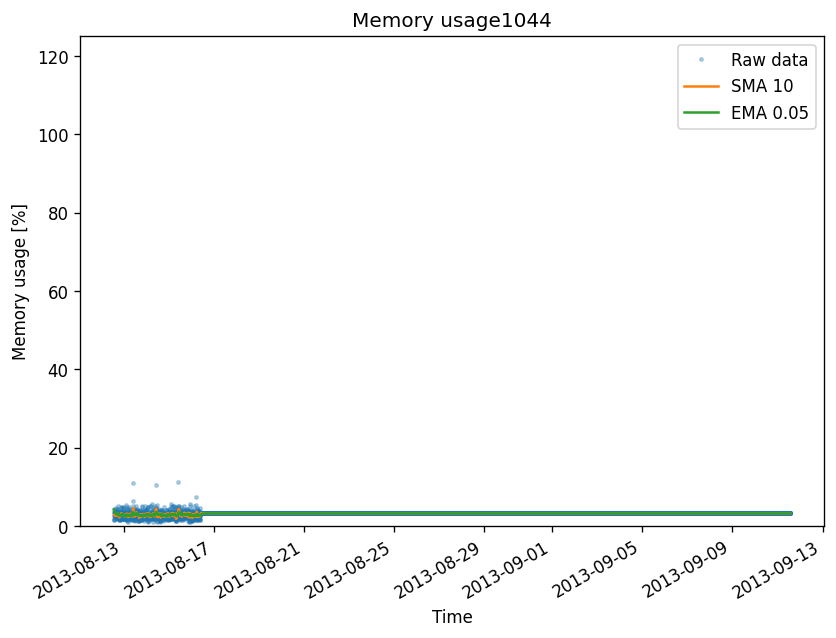 Memory usage1044
Raw data
SMA 10
EMA 0.05
Memory usage [%]
120
100
80
60
40
20
0
2013-08-13
2013-08-17
2013-08-21
2013-08-25
2013-08-29
2013-09-01
2013-09-05
2013-09-09
2013-09-13
Time